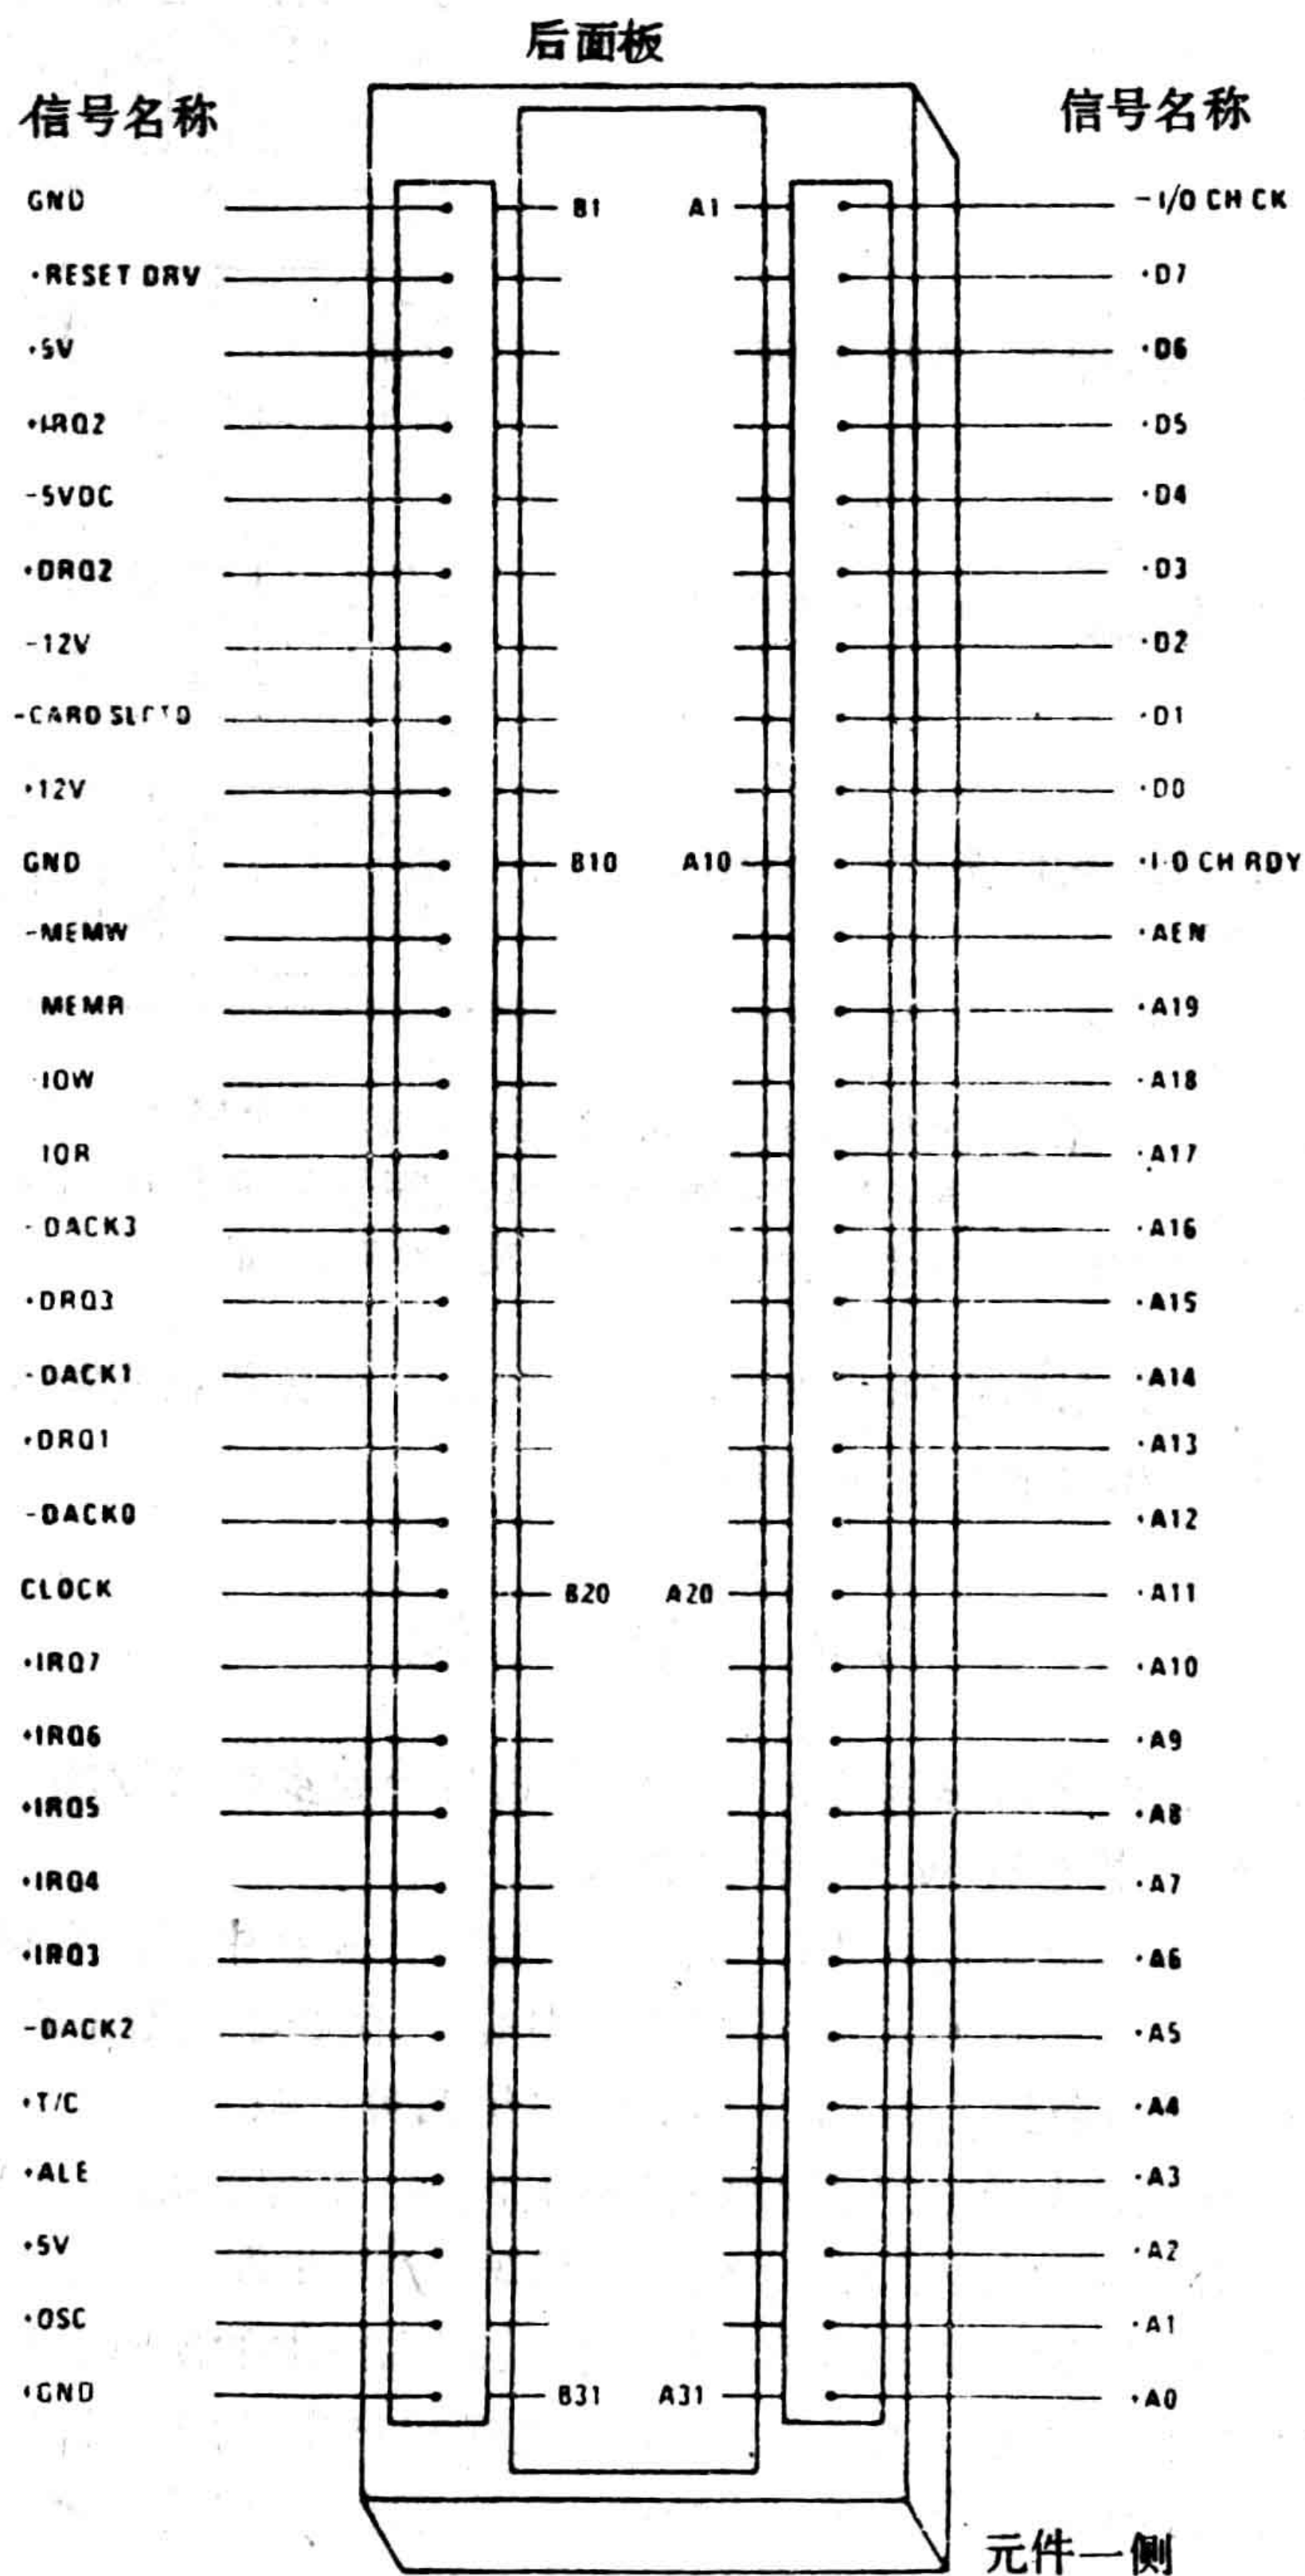 后面板
信号名称 信号名称
GND B1 A1 -I/O CH CK
+RESET DRV +D7
+5V +D6
+IRQ2 +D5
-5VDC +D4
+DRQ2 +D3
-12V +D2
-CARD SLCTD +D1
+12V +D0
GND B10 A10 +I/O CH RDY
-MEMW +AEN
MEMR +A19
-IOW +A18
IOR +A17
-DACK3 +A16
+DRQ3 +A15
-DACK1 +A14
+DRQ1 +A13
-DACK0 +A12
CLOCK B20 A20 +A11
+IRQ7 +A10
+IRQ6 +A9
+IRQ5 +A8
+IRQ4 +A7
+IRQ3 +A6
-DACK2 +A5
+T/C +A4
+ALE +A3
+5V +A2
+OSC +A1
+GND B31 A31 +A0
元件一侧